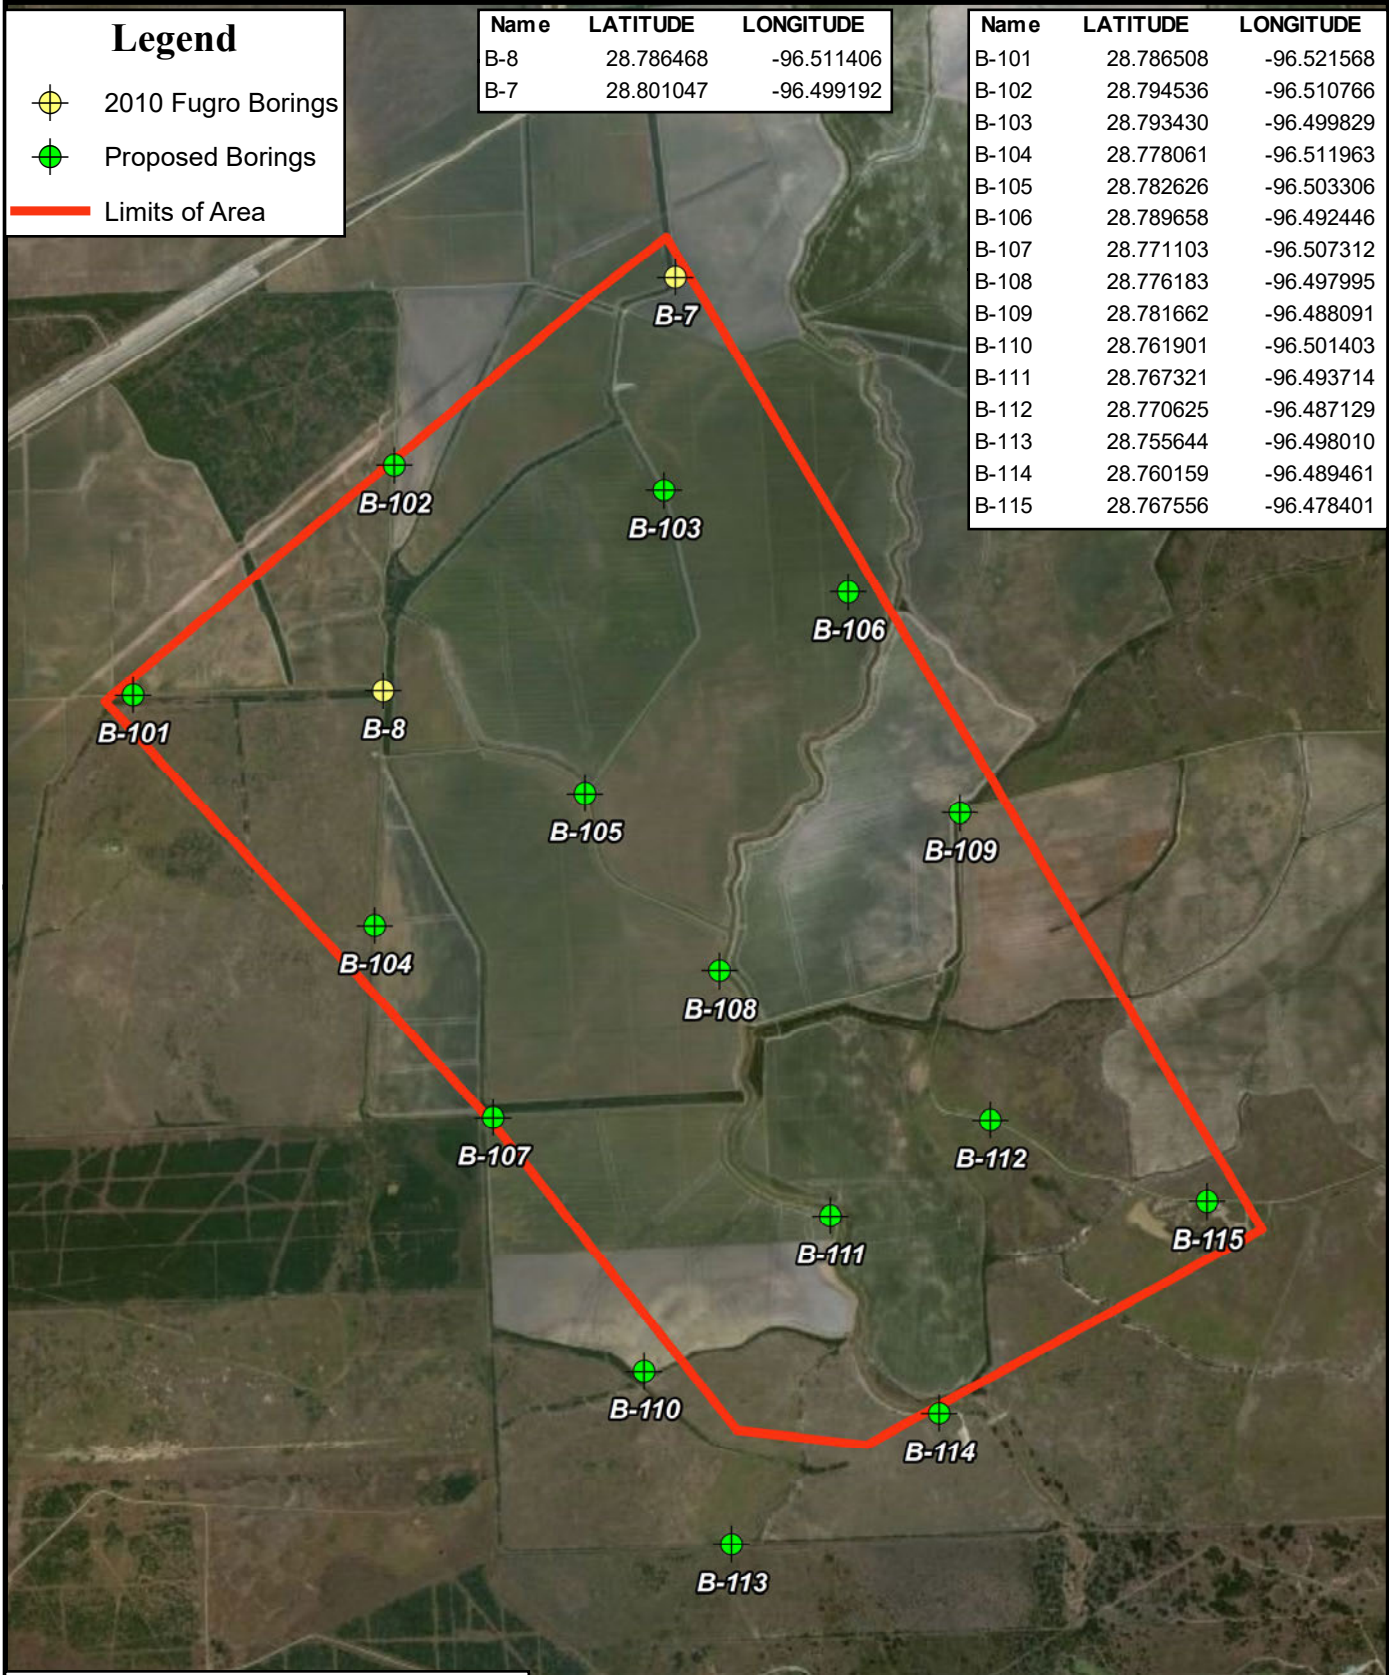 Legend
2010 Fugro Borings
Proposed Borings
Limits of Area
Name LATITUDE LONGITUDE
B-8 28.786468 -96.511406
B-7 28.801047 -96.499192
Name LATITUDE LONGITUDE
B-101 28.786508 -96.521568
B-102 28.794536 -96.510766
B-103 28.793430 -96.499829
B-104 28.778061 -96.511963
B-105 28.782626 -96.503306
B-106 28.789658 -96.492446
B-107 28.771103 -96.507312
B-108 28.776183 -96.497995
B-109 28.781662 -96.488091
B-110 28.761901 -96.501403
B-111 28.767321 -96.493714
B-112 28.770625 -96.487129
B-113 28.755644 -96.498010
B-114 28.760159 -96.489461
B-115 28.767556 -96.478401
B-7
B-102
B-103
B-106
B-101
B-8
B-105
B-109
B-104
B-108
B-107
B-112
B-115
B-111
B-110
B-114
B-113